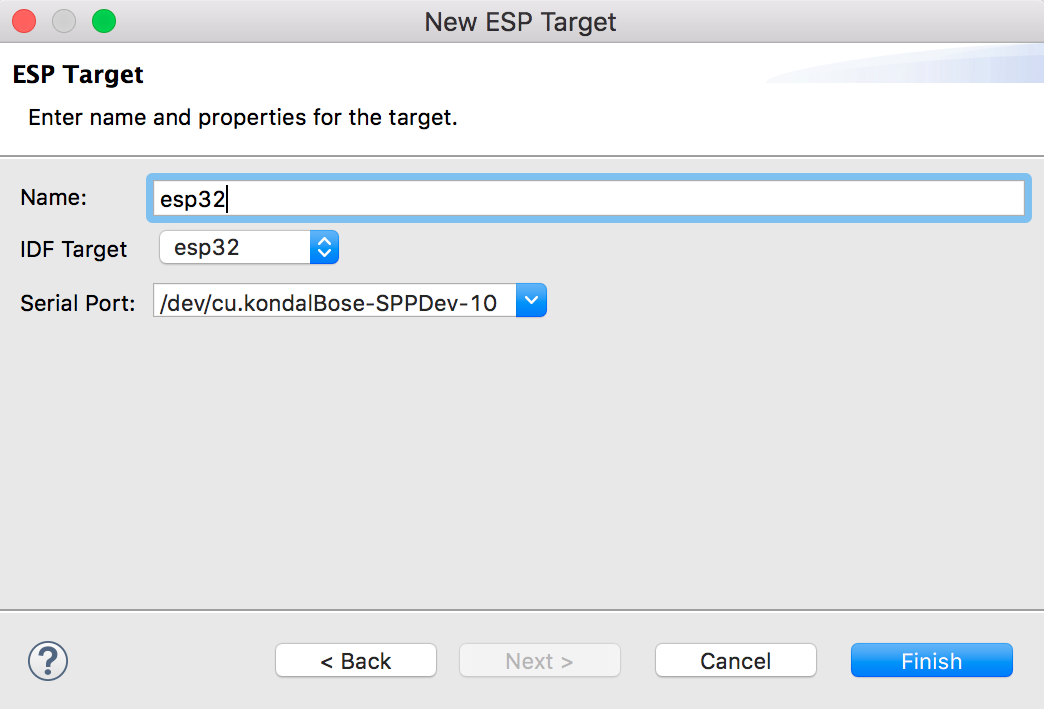 New ESP Target
ESP Target
Enter name and properties for the target.
Name: esp32
IDF Target esp32
Serial Port: /dev/cu.kondalBose-SPPDev-10
? < Back Next > Cancel Finish